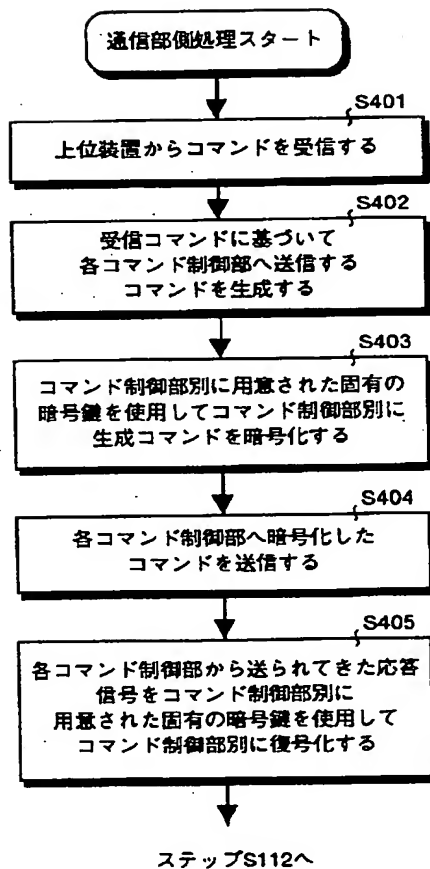 通信部側処理スタート
S401
上位装置からコマンドを受信する
S402
受信コマンドに基づいて
各コマンド制御部へ送信する
コマンドを生成する
S403
コマンド制御部別に用意された固有の
暗号鍵を使用してコマンド制御部別に
生成コマンドを暗号化する
S404
各コマンド制御部へ暗号化した
コマンドを送信する
S405
各コマンド制御部から送られてきた応答
信号をコマンド制御部別に
用意された固有の暗号鍵を使用して
コマンド制御部別に復号化する
ステップS112へ